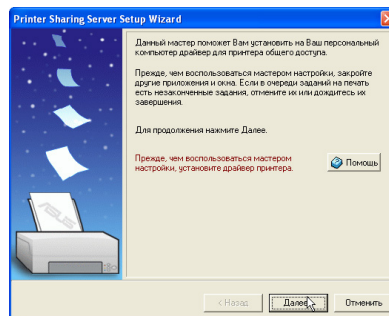 Printer Sharing Server Setup Wizard
Данный мастер поможет Вам установить на Ваш персональный
компьютер драйвер для принтера общего доступа.
Прежде, чем воспользоваться мастером настройки, закройте
другие приложения и окна. Если в очереди заданий на печать
есть незаконченные задания, отмените их или дождитесь их
завершения.
Для продолжения нажмите Далее.
Прежде, чем воспользоваться мастером
настройки, установите драйвер принтера.
Помощь
ASUS
< Назад
Далее
Отменить